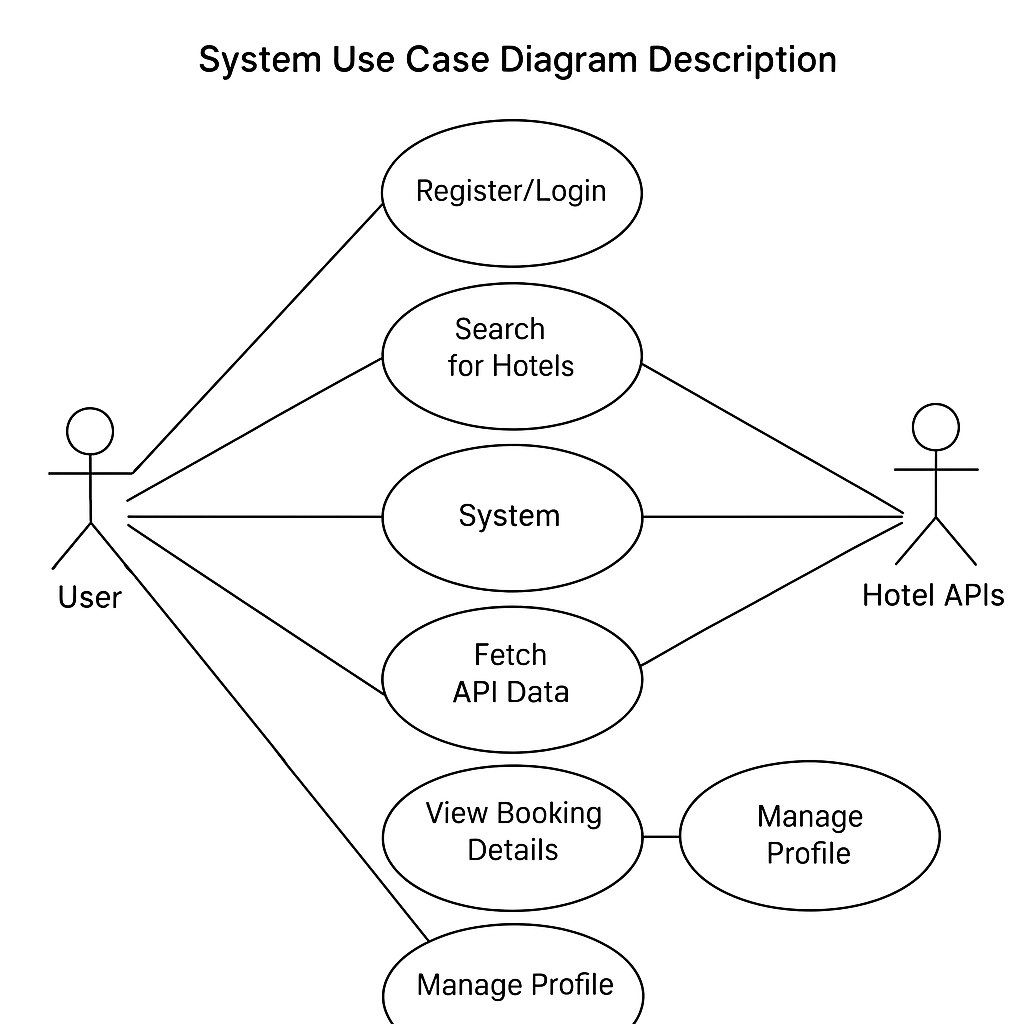 System Use Case Diagram Description
Register/Login
Search
for Hotels
System
User
Hotel APIs
Fetch
API Data
View Booking
Details
Manage
Profile
Manage Profile